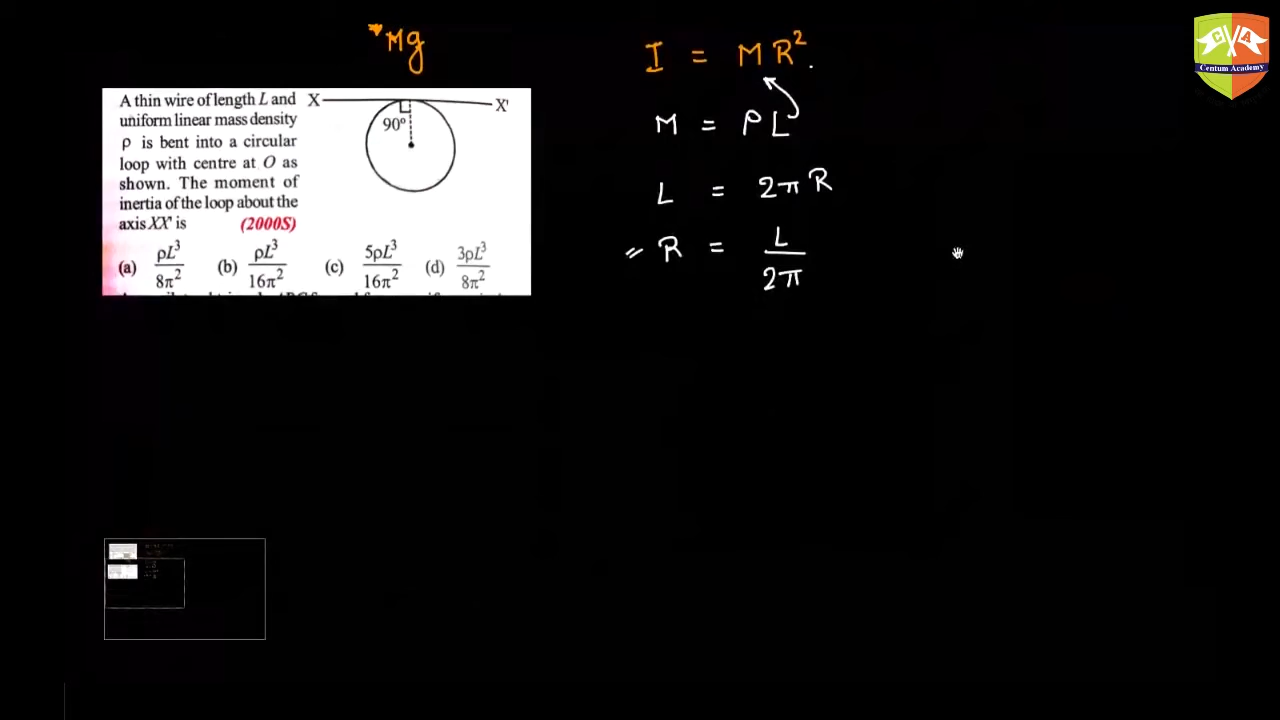 Mg
I = MR².
M = ρL
L = 2πR
R = L/2π
A thin wire of length L and
uniform linear mass density
ρ is bent into a circular
loop with centre at O as
shown. The moment of
inertia of the loop about the
axis XX' is (2000S)
X X'
90°
(a) ρL³/8π² (b) ρL³/16π² (c) 5ρL³/16π² (d) 3ρL³/8π²
C A
Centum Academy